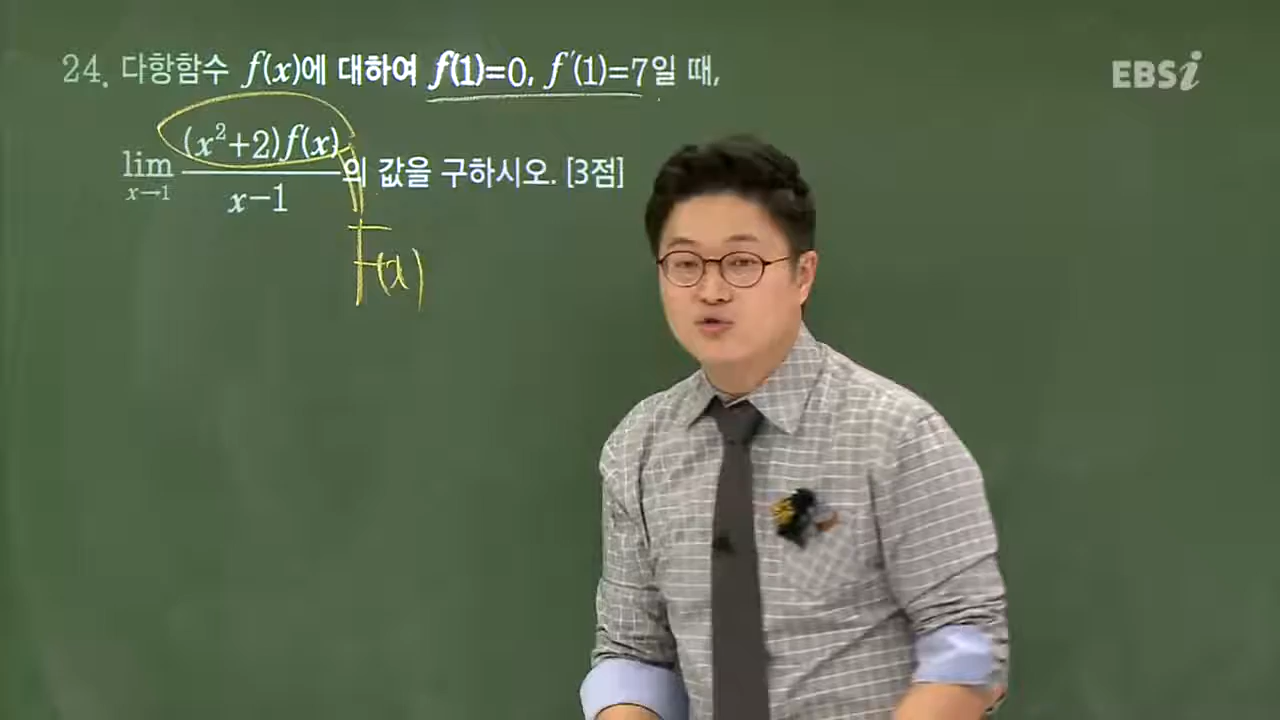 24. 다항함수 f(x)에 대하여 f(1)=0, f′(1)=7일 때,
EBSi
lim x→1 (x²+2)f(x) / x−1 의 값을 구하시오. [3점]
F(x)